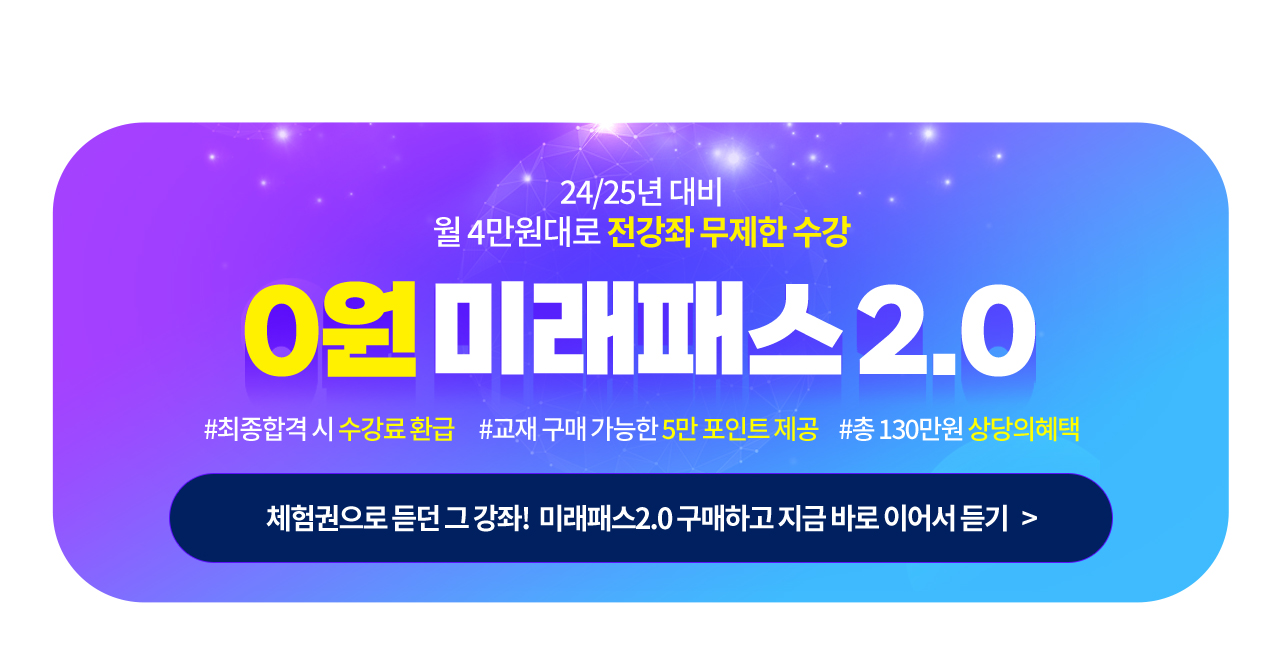 24/25년 대비
월 4만원대로 전강좌 무제한 수강
0원 미래패스 2.0
#최종합격 시 수강료 환급 #교재 구매 가능한 5만 포인트 제공 #총 130만원 상당의혜택
체험권으로 듣던 그 강좌! 미래패스2.0 구매하고 지금 바로 이어서 듣기 >